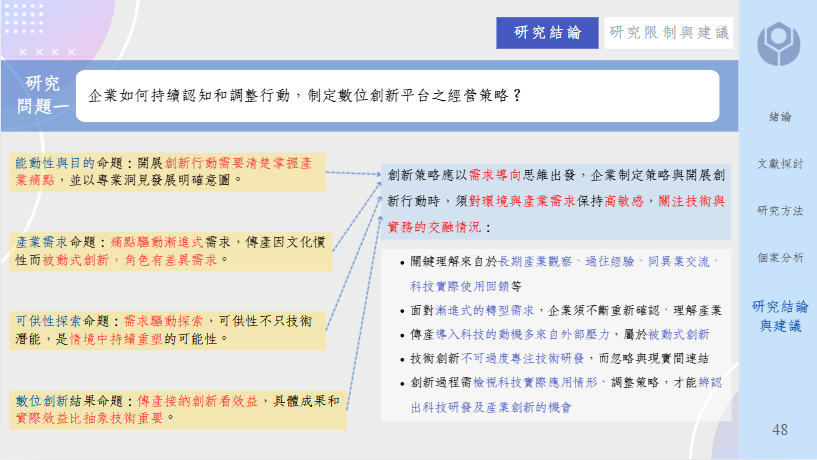 研究結論
研究限制與建議
研究
問題一
企業如何持續認知和調整行動，制定數位創新平台之經營策略？
能動性與目的命題：開展創新行動需要清楚掌握產
業痛點，並以專業洞見發展明確意圖。
產業需求命題：痛點驅動漸進式需求，傳產因文化慣
性而被動式創新，角色有差異需求。
可供性探索命題：需求驅動探索，可供性不只技術
潛能，是情境中持續重塑的可能性。
數位創新結果命題：傳產接納創新看效益，具體成果和
實際效益比抽象技術重要。
創新策略應以需求導向思維出發，企業制定策略與開展創
新行動時，須對環境與產業需求保持高敏感，關注技術與
實務的交融情況：
• 關鍵理解來自於長期產業觀察、過往經驗、同異業交流、
科技實際使用回饋等
• 面對漸進式的轉型需求，企業須不斷重新確認、理解產業
• 傳產導入科技的動機多來自外部壓力，屬於被動式創新
• 技術創新不可過度專注技術研發，而忽略與現實間連結
• 創新過程需檢視科技實際應用情形、調整策略，才能辨認
出科技研發及產業創新的機會
緒論
文獻探討
研究方法
個案分析
研究結論
與建議
48